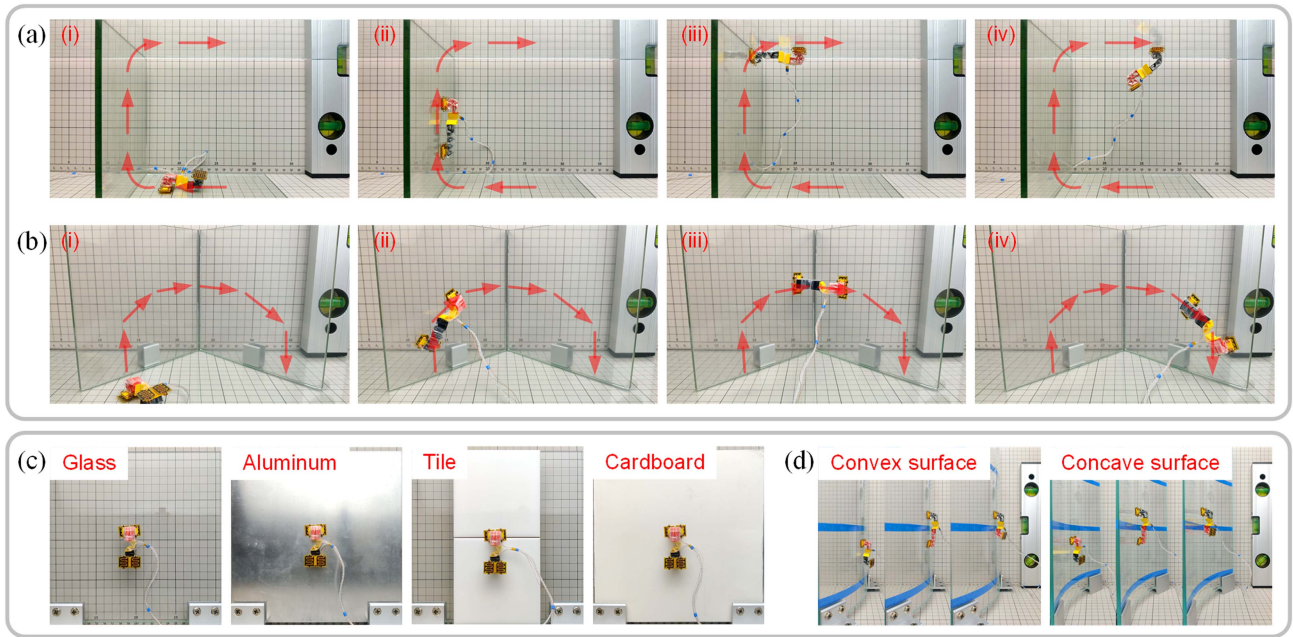 (a) (i) (ii) (iii) (iv)
(b) (i) (ii) (iii) (iv)
(c) Glass Aluminum Tile Cardboard
(d) Convex surface Concave surface